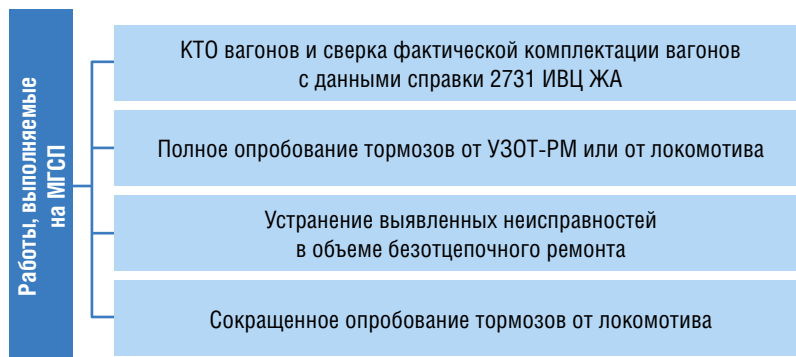 Работы, выполняемые
на МГСП
КТО вагонов и сверка фактической комплектации вагонов
с данными справки 2731 ИВЦ ЖА
Полное опробование тормозов от УЗОТ-РМ или от локомотива
Устранение выявленных неисправностей
в объеме безотцепочного ремонта
Сокращенное опробование тормозов от локомотива